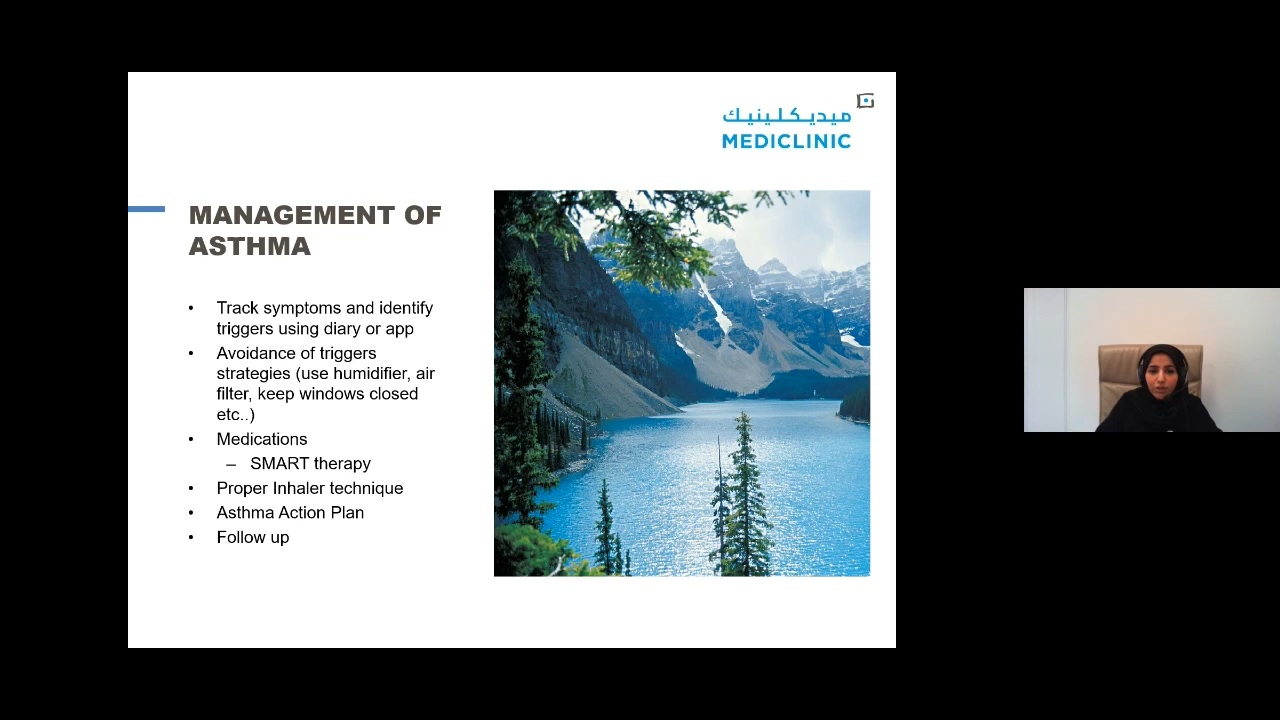 ميديكلينيك
MEDICLINIC
MANAGEMENT OF
ASTHMA
• Track symptoms and identify
triggers using diary or app
• Avoidance of triggers
strategies (use humidifier, air
filter, keep windows closed
etc..)
• Medications
– SMART therapy
• Proper Inhaler technique
• Asthma Action Plan
• Follow up